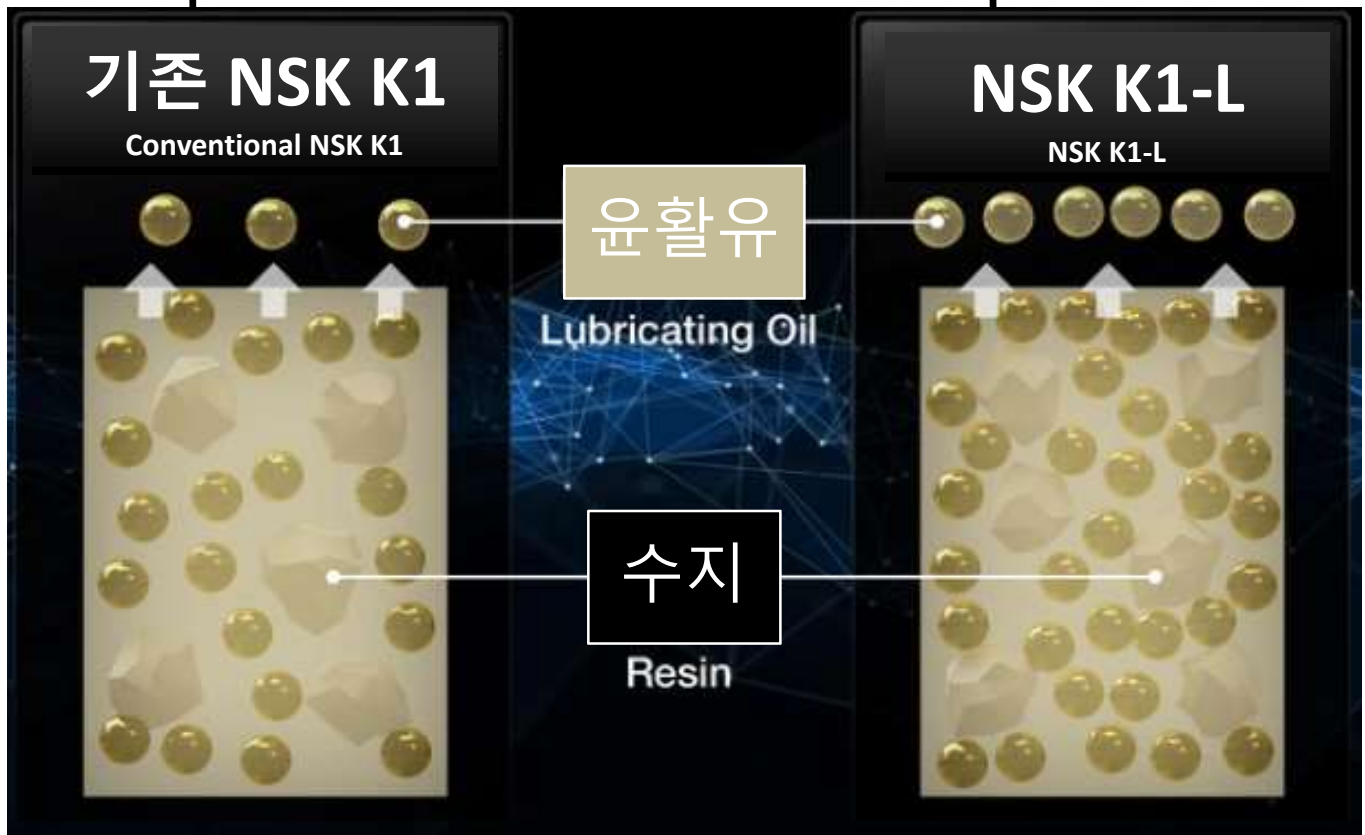 기존 NSK K1
Conventional NSK K1
NSK K1-L
NSK K1-L
윤활유
Lubricating Oil
수지
Resin